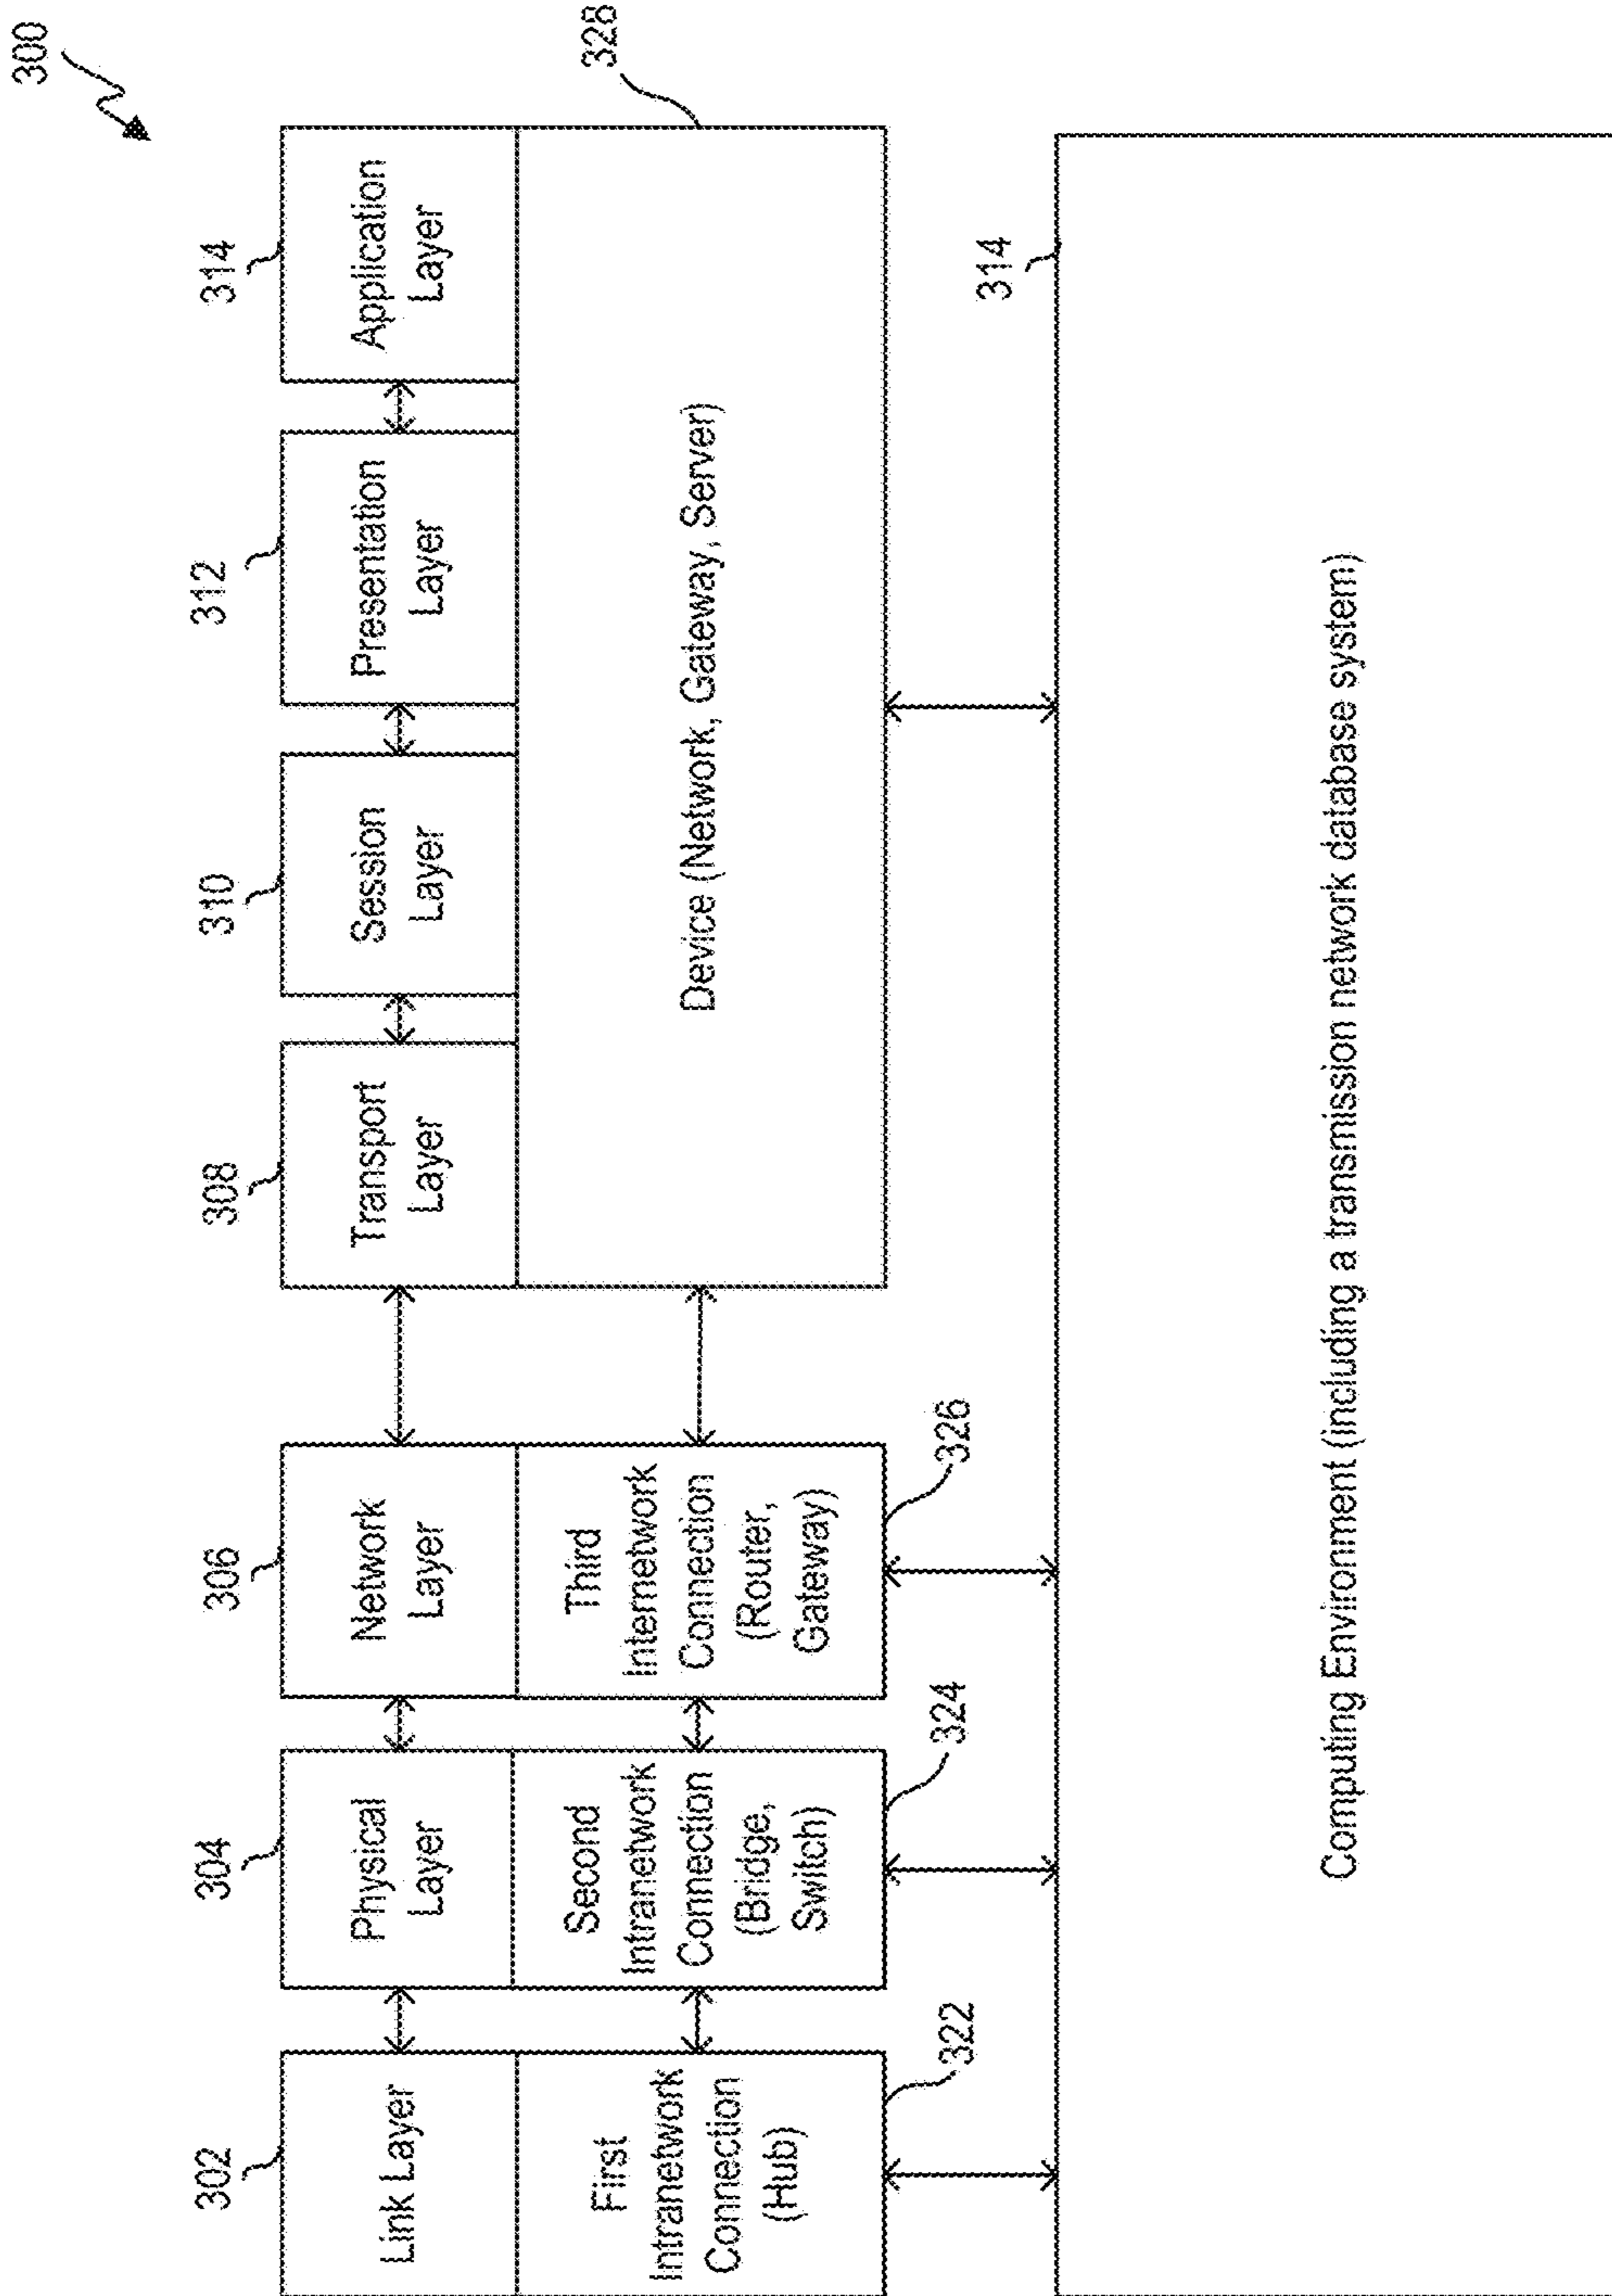 300
302
304
306
308
310
312
314
Link Layer
Physical
Layer
Network
Layer
Transport
Layer
Session
Layer
Presentation
Layer
Application
Layer
328
First
Intranetwork
Connection
(Hub)
Second
Intranetwork
Connection
(Bridge,
Switch)
Third
Internetwork
Connection
(Router,
Gateway)
Device (Network, Gateway, Server)
322
324
326
314
Computing Environment (including a transmission network database system)